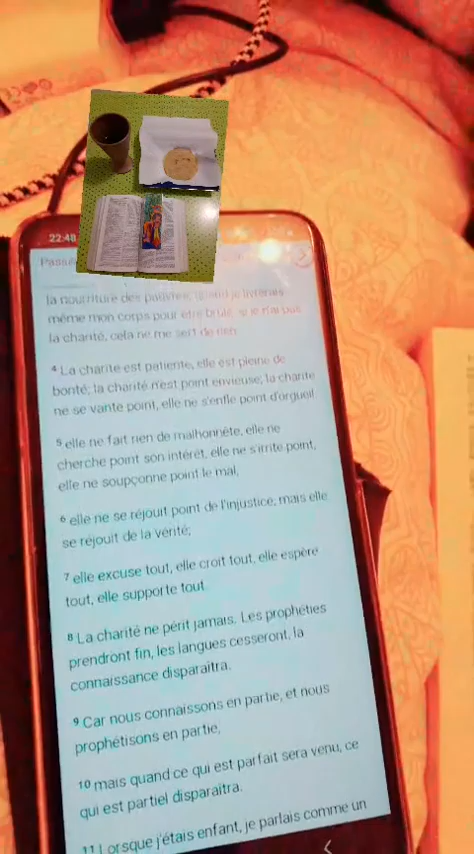 22:48
la nourriture des pauvres, quand je livrerais
même mon corps pour être brûlé, si je n'ai pas
la charité, cela ne me sert de rien.
4 La charité est patiente, elle est pleine de
bonté; la charité n'est point envieuse; la charité
ne se vante point, elle ne s'enfle point d'orgueil
5 elle ne fait rien de malhonnête, elle ne
cherche point son intérêt, elle ne s'irrite point,
elle ne soupçonne point le mal,
6 elle ne se réjouit point de l'injustice, mais elle
se réjouit de la vérité;
7 elle excuse tout, elle croit tout, elle espère
tout, elle supporte tout.
8 La charité ne périt jamais. Les prophéties
prendront fin, les langues cesseront, la
connaissance disparaîtra.
9 Car nous connaissons en partie, et nous
prophétisons en partie,
10 mais quand ce qui est parfait sera venu, ce
qui est partiel disparaîtra.
11 Lorsque j'étais enfant, je parlais comme un